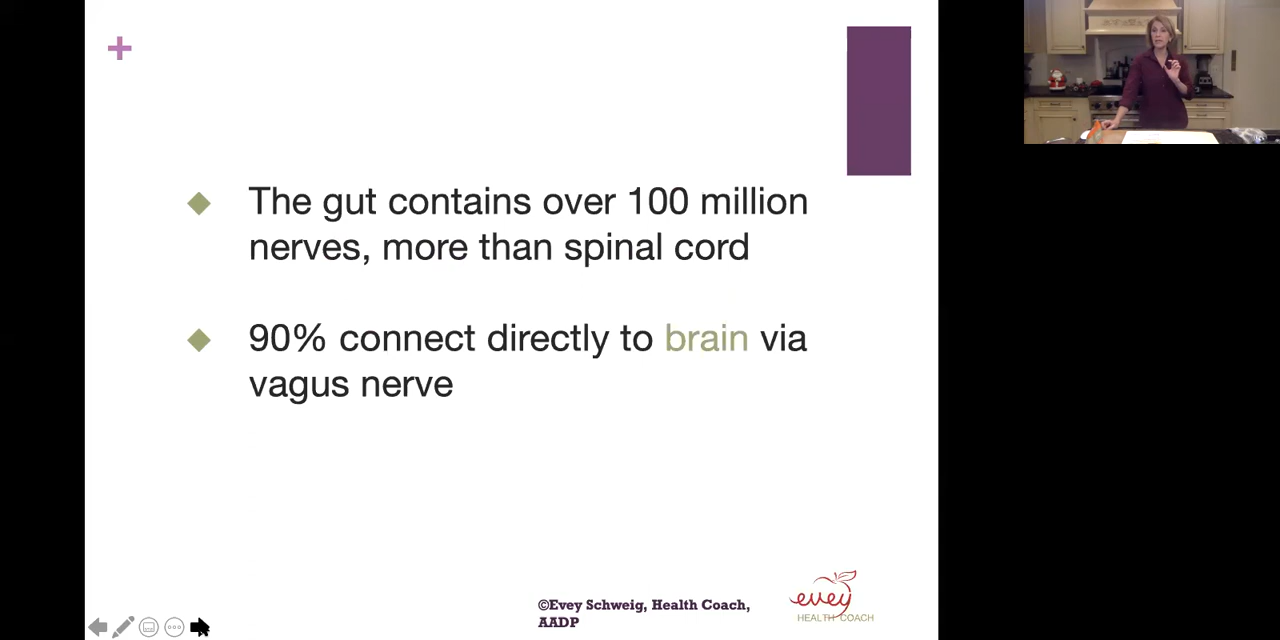 The gut contains over 100 million
nerves, more than spinal cord
90% connect directly to brain via
vagus nerve
©Evey Schweig, Health Coach,
AADP
evey
HEALTH COACH